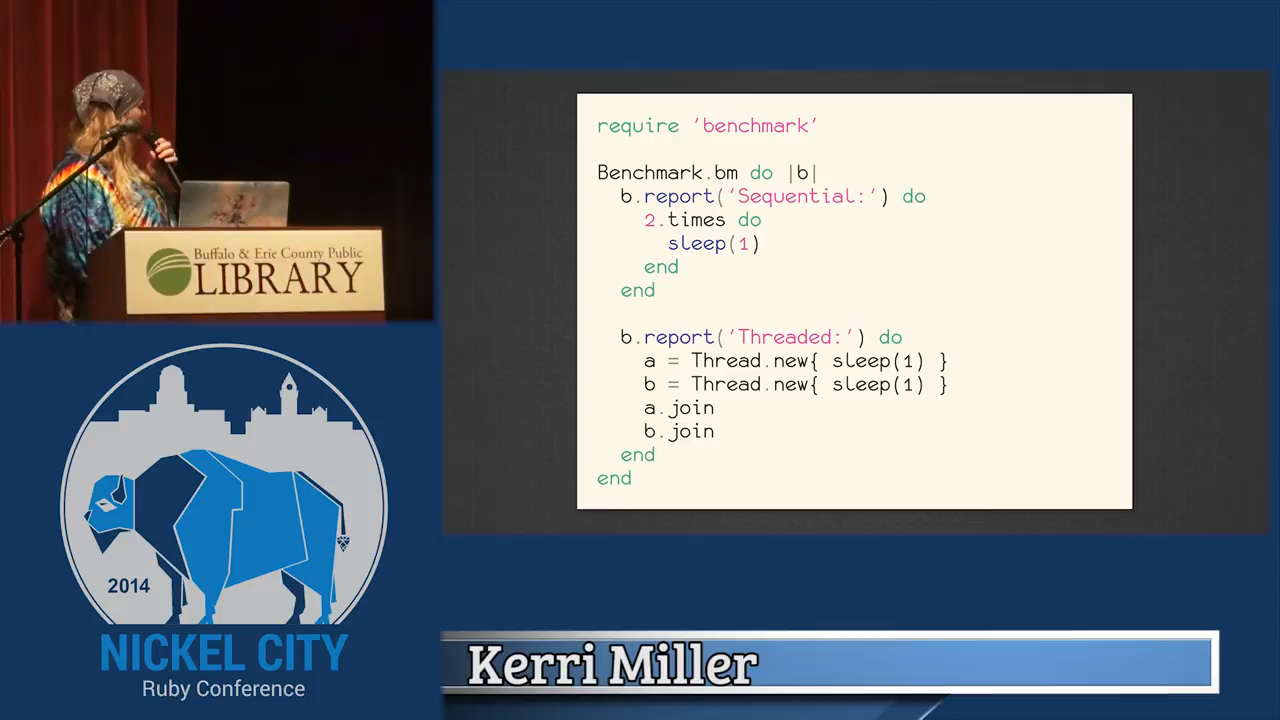 Buffalo & Erie County Public
LIBRARY
require 'benchmark'
Benchmark.bm do |b|
b.report('Sequential:') do
2.times do
sleep(1)
end
end
b.report('Threaded:') do
a = Thread.new{ sleep(1) }
b = Thread.new{ sleep(1) }
a.join
b.join
end
end
2014
NICKEL CITY
Ruby Conference
Kerri Miller